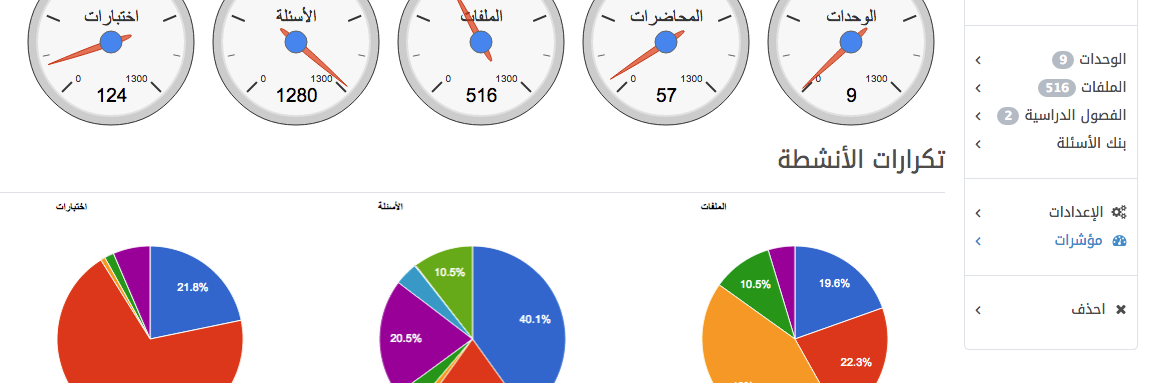 الوحدات 9
الملفات 516
الفصول الدراسية 2
بنك الأسئلة
الإعدادات
مؤشرات
احذف
الوحدات
0 1300
9
المحاضرات
0 1300
57
الملفات
0 1300
516
الأسئلة
0 1300
1280
اختبارات
0 1300
124
تكرارات الأنشطة
الملفات
19.6%
22.3%
10.5%
الأسئلة
40.1%
20.5%
10.5%
اختبارات
21.8%